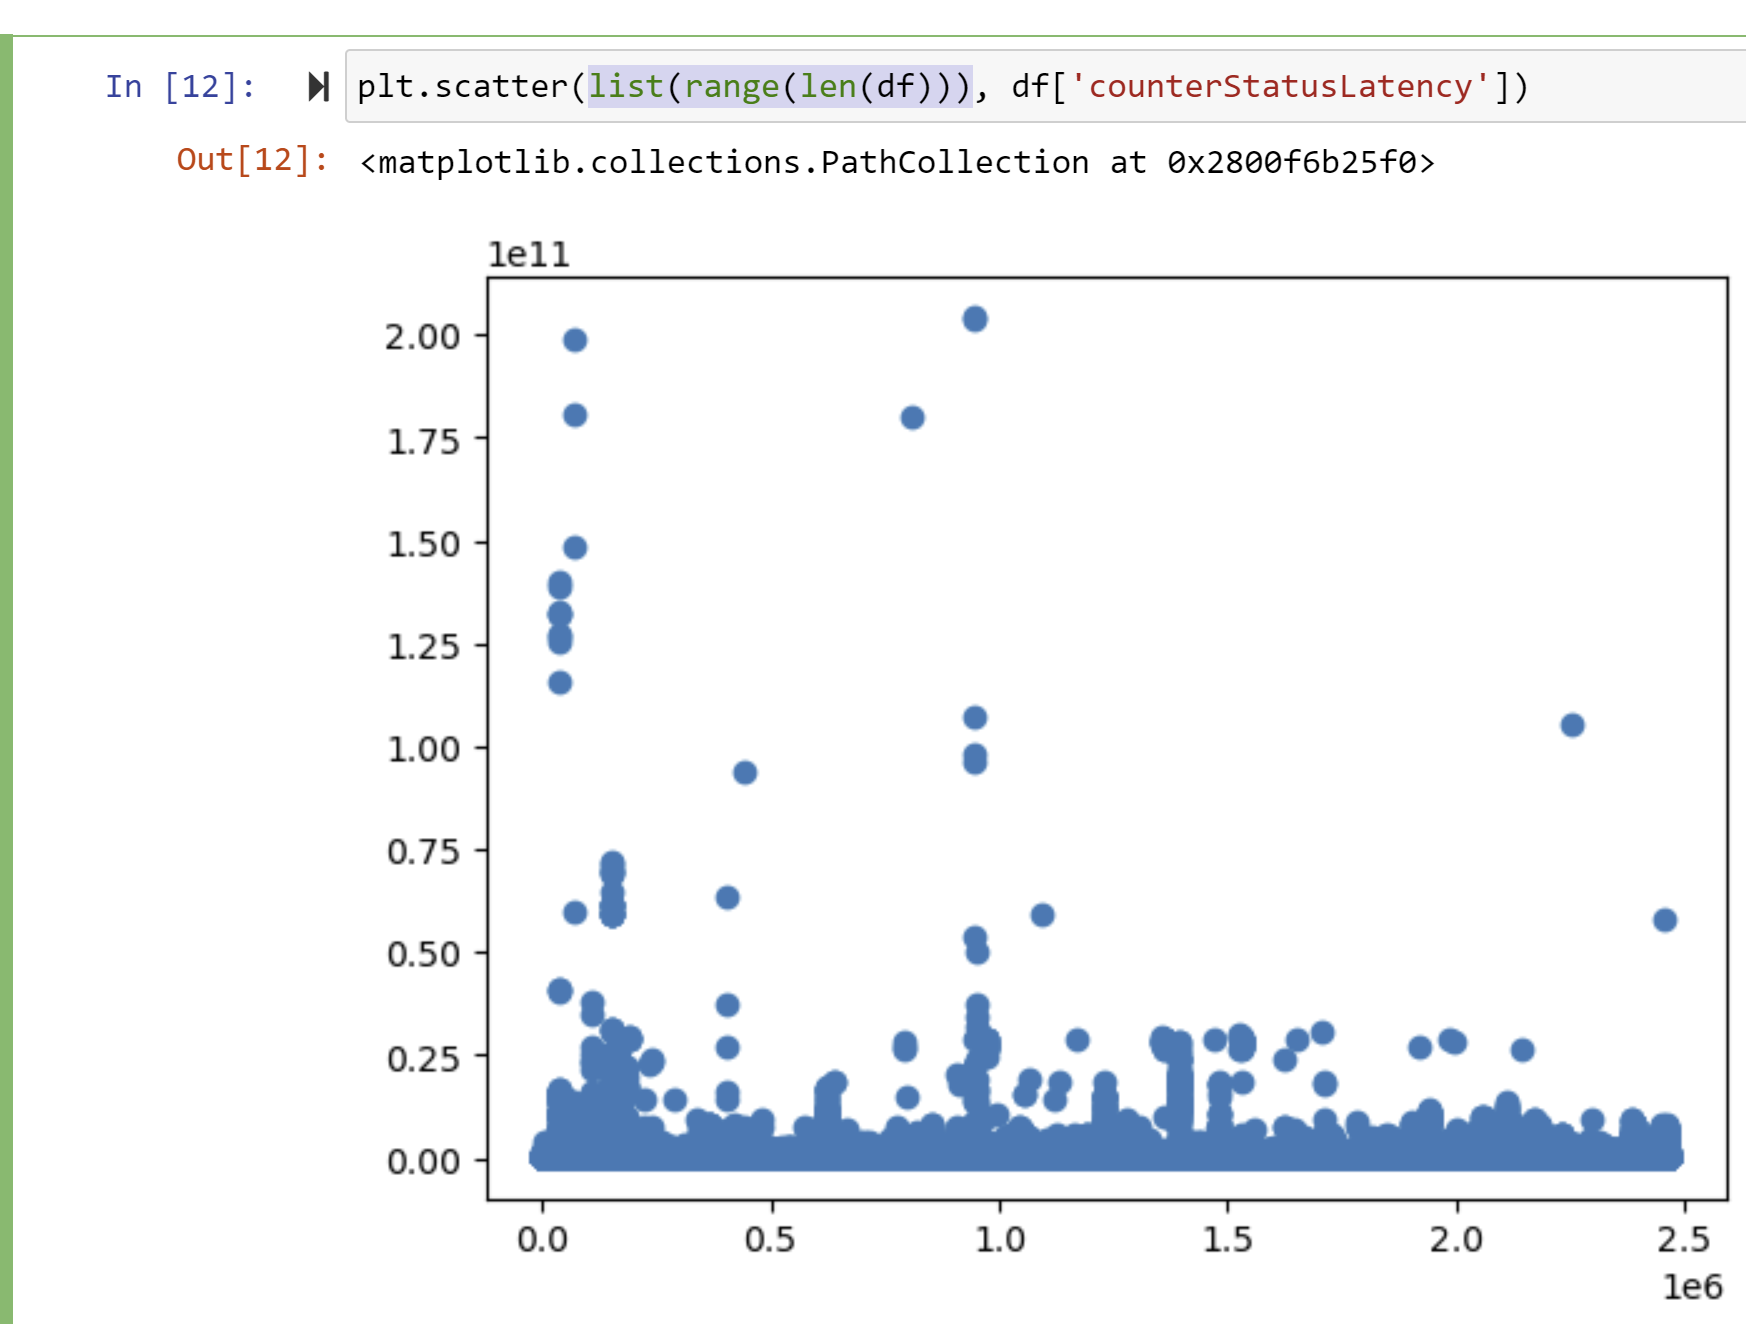 In [12]: plt.scatter(list(range(len(df))), df['counterStatusLatency'])
Out[12]: <matplotlib.collections.PathCollection at 0x2800f6b25f0>
1e11
2.00
1.75
1.50
1.25
1.00
0.75
0.50
0.25
0.00
0.0 0.5 1.0 1.5 2.0 2.5
1e6